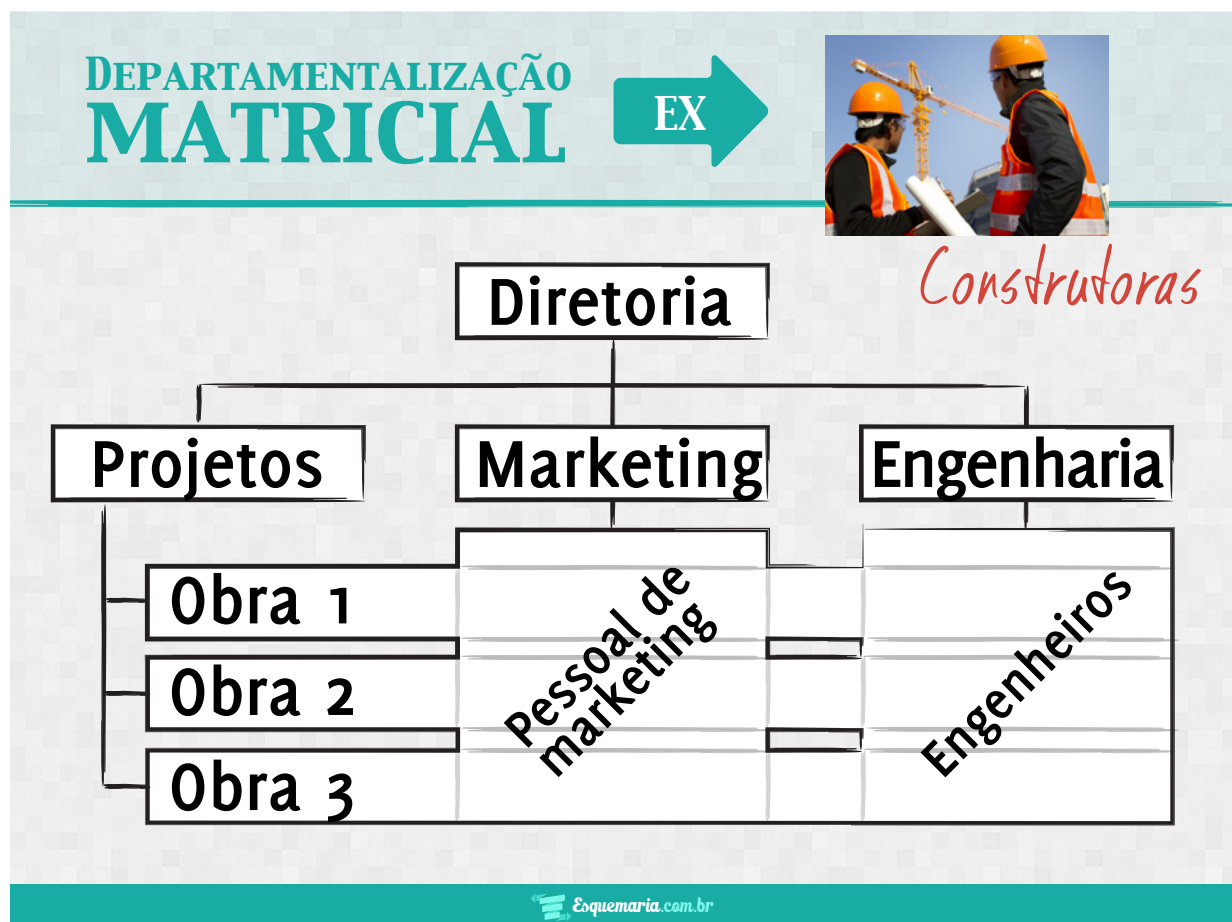 DEPARTAMENTALIZAÇÃO
MATRICIAL
EX
Construtoras
Diretoria
Projetos
Marketing
Engenharia
Obra 1
Obra 2
Obra 3
Pessoal de
marketing
Engenheiros
Esquemaria.com.br